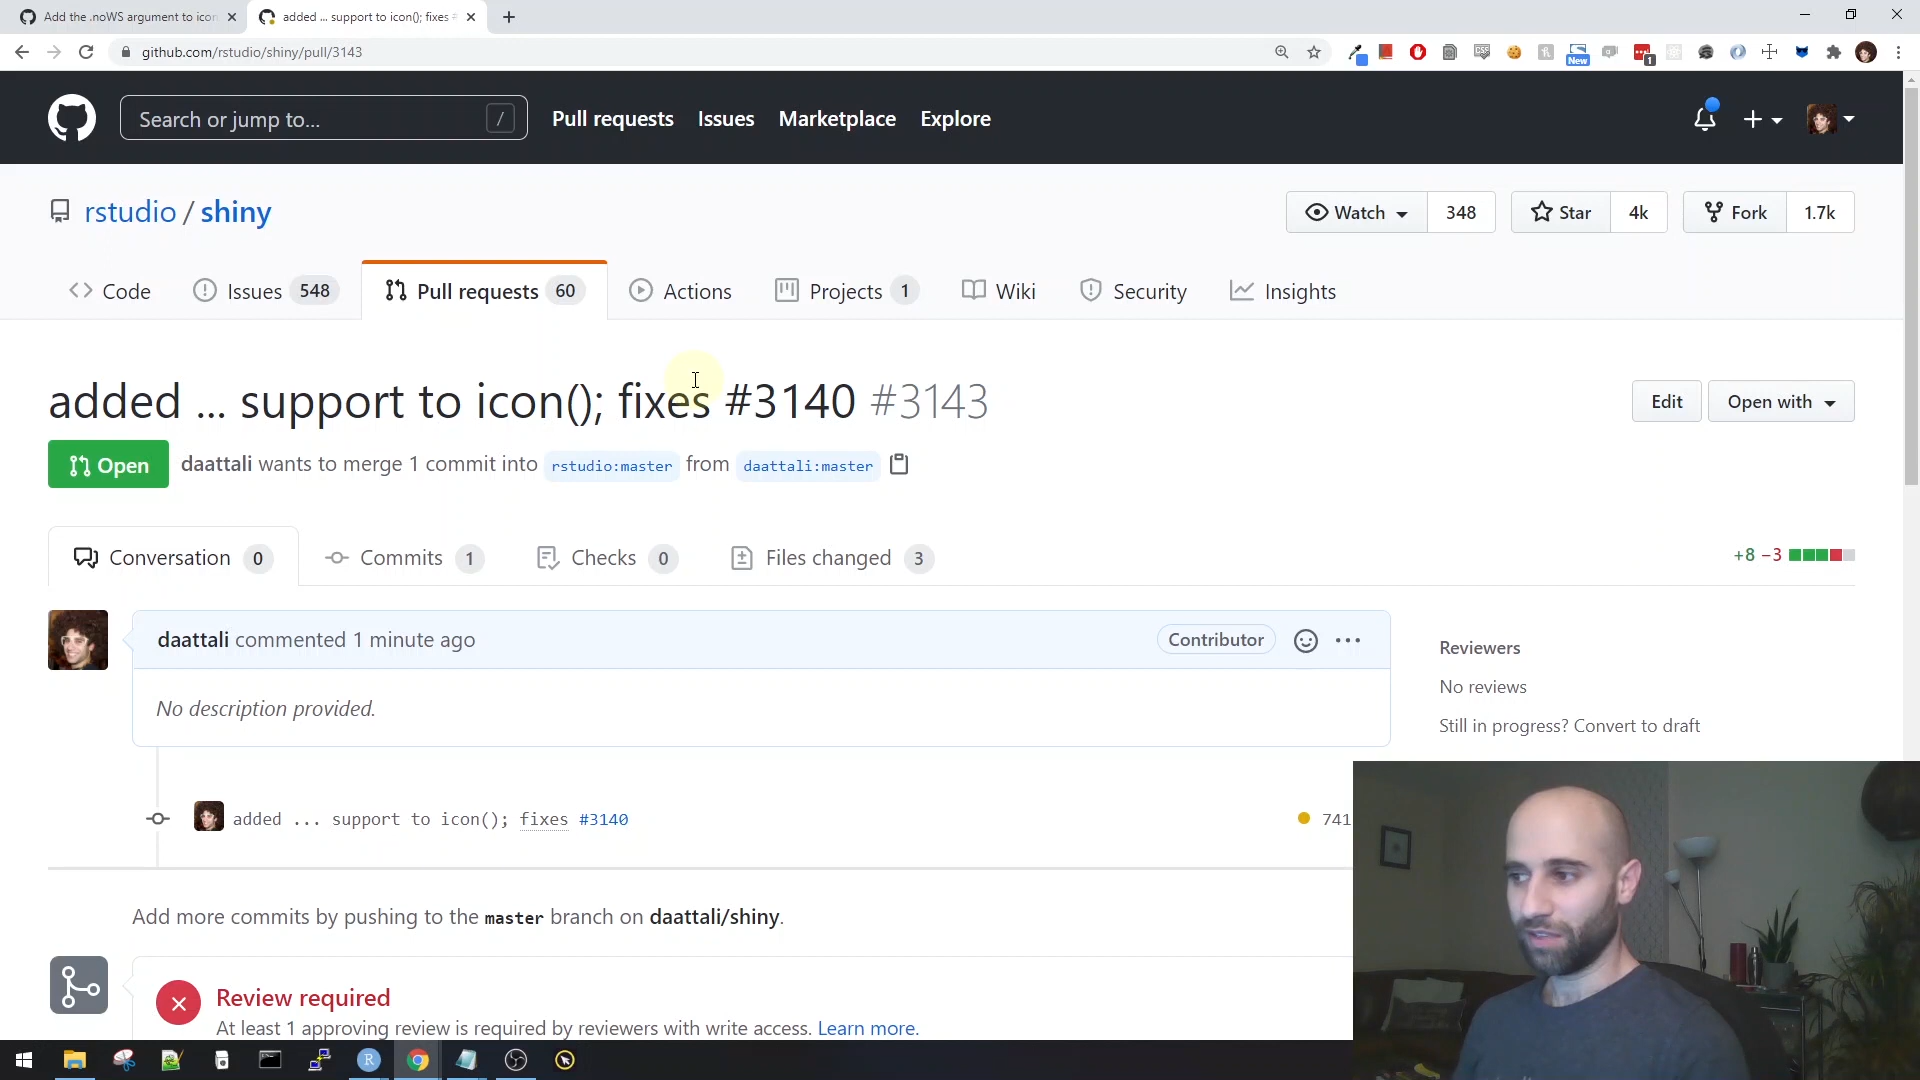 Add the .noWS argument to icon
added ... support to icon(); fixes #
github.com/rstudio/shiny/pull/3143
New
1
Search or jump to...
/
Pull requests
Issues
Marketplace
Explore
rstudio / shiny
Watch
348
Star
4k
Fork
1.7k
Code
Issues 548
Pull requests 60
Actions
Projects 1
Wiki
Security
Insights
added ... support to icon(); fixes #3140 #3143
Edit
Open with
Open
daattali wants to merge 1 commit into rstudio:master from daattali:master
Conversation 0
Commits 1
Checks 0
Files changed 3
+8 −3
daattali commented 1 minute ago
Contributor
Reviewers
No reviews
No description provided.
Still in progress? Convert to draft
added ... support to icon(); fixes #3140
741
Add more commits by pushing to the master branch on daattali/shiny.
Review required
At least 1 approving review is required by reviewers with write access. Learn more.
R